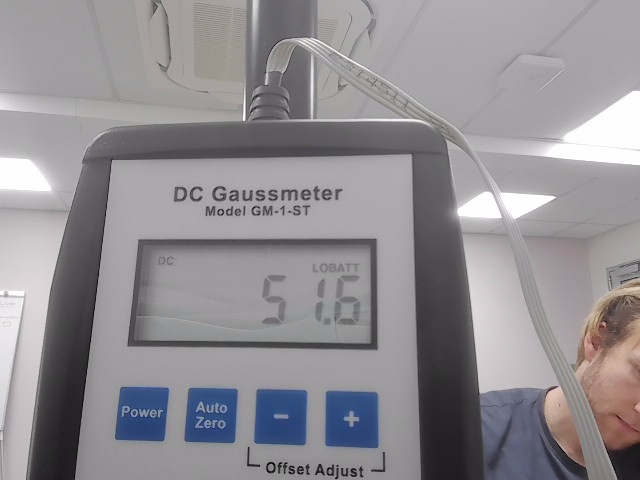 DC Gaussmeter
Model GM-1-ST
DC
LOBATT
51.6
Power
Auto
Zero
-
+
Offset Adjust